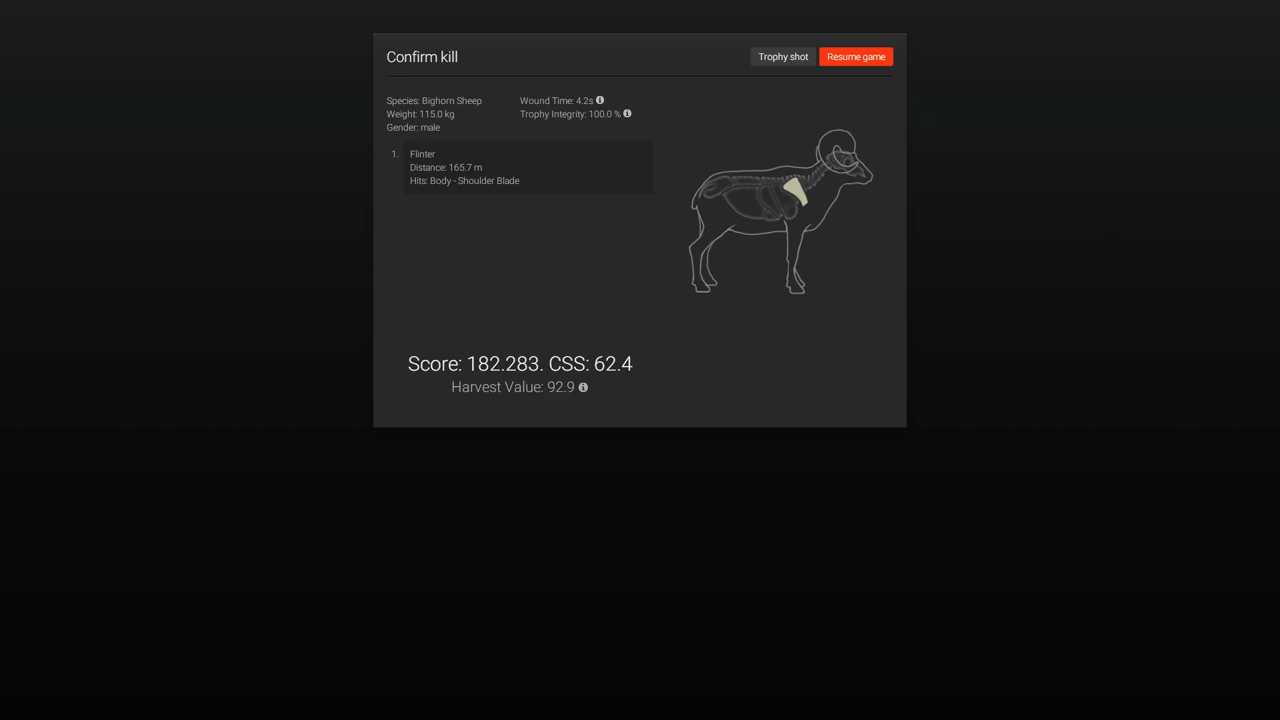 Confirm kill
Trophy shot
Resume game
Species: Bighorn Sheep
Weight: 115.0 kg
Gender: male
Wound Time: 4.2s
Trophy Integrity: 100.0 %
1.
Flinter
Distance: 165.7 m
Hits: Body - Shoulder Blade
Score: 182.283. CSS: 62.4
Harvest Value: 92.9